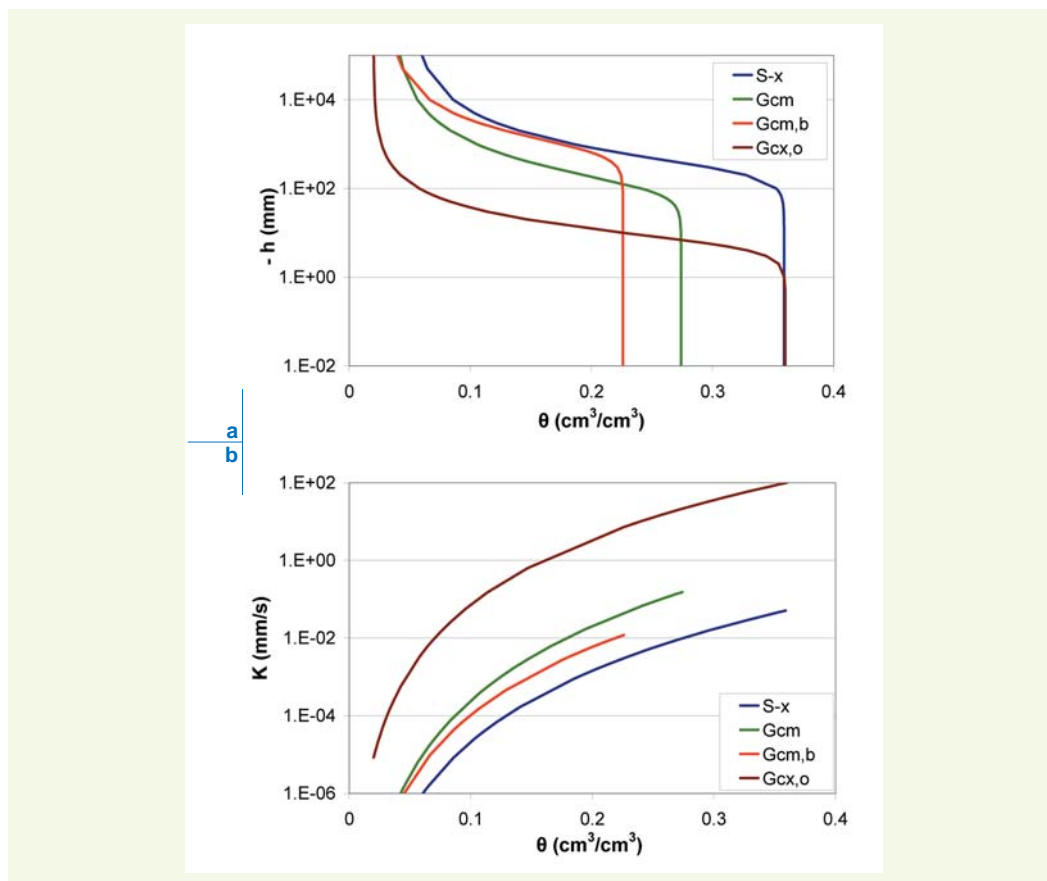 1.E+04
1.E+02
1.E+00
1.E-02
- h (mm)
0 0.1 0.2 0.3 0.4
θ (cm³/cm³)
S-x
Gcm
Gcm,b
Gcx,o
a
b
1.E+02
1.E+00
1.E-02
1.E-04
1.E-06
K (mm/s)
0 0.1 0.2 0.3 0.4
θ (cm³/cm³)
S-x
Gcm
Gcm,b
Gcx,o